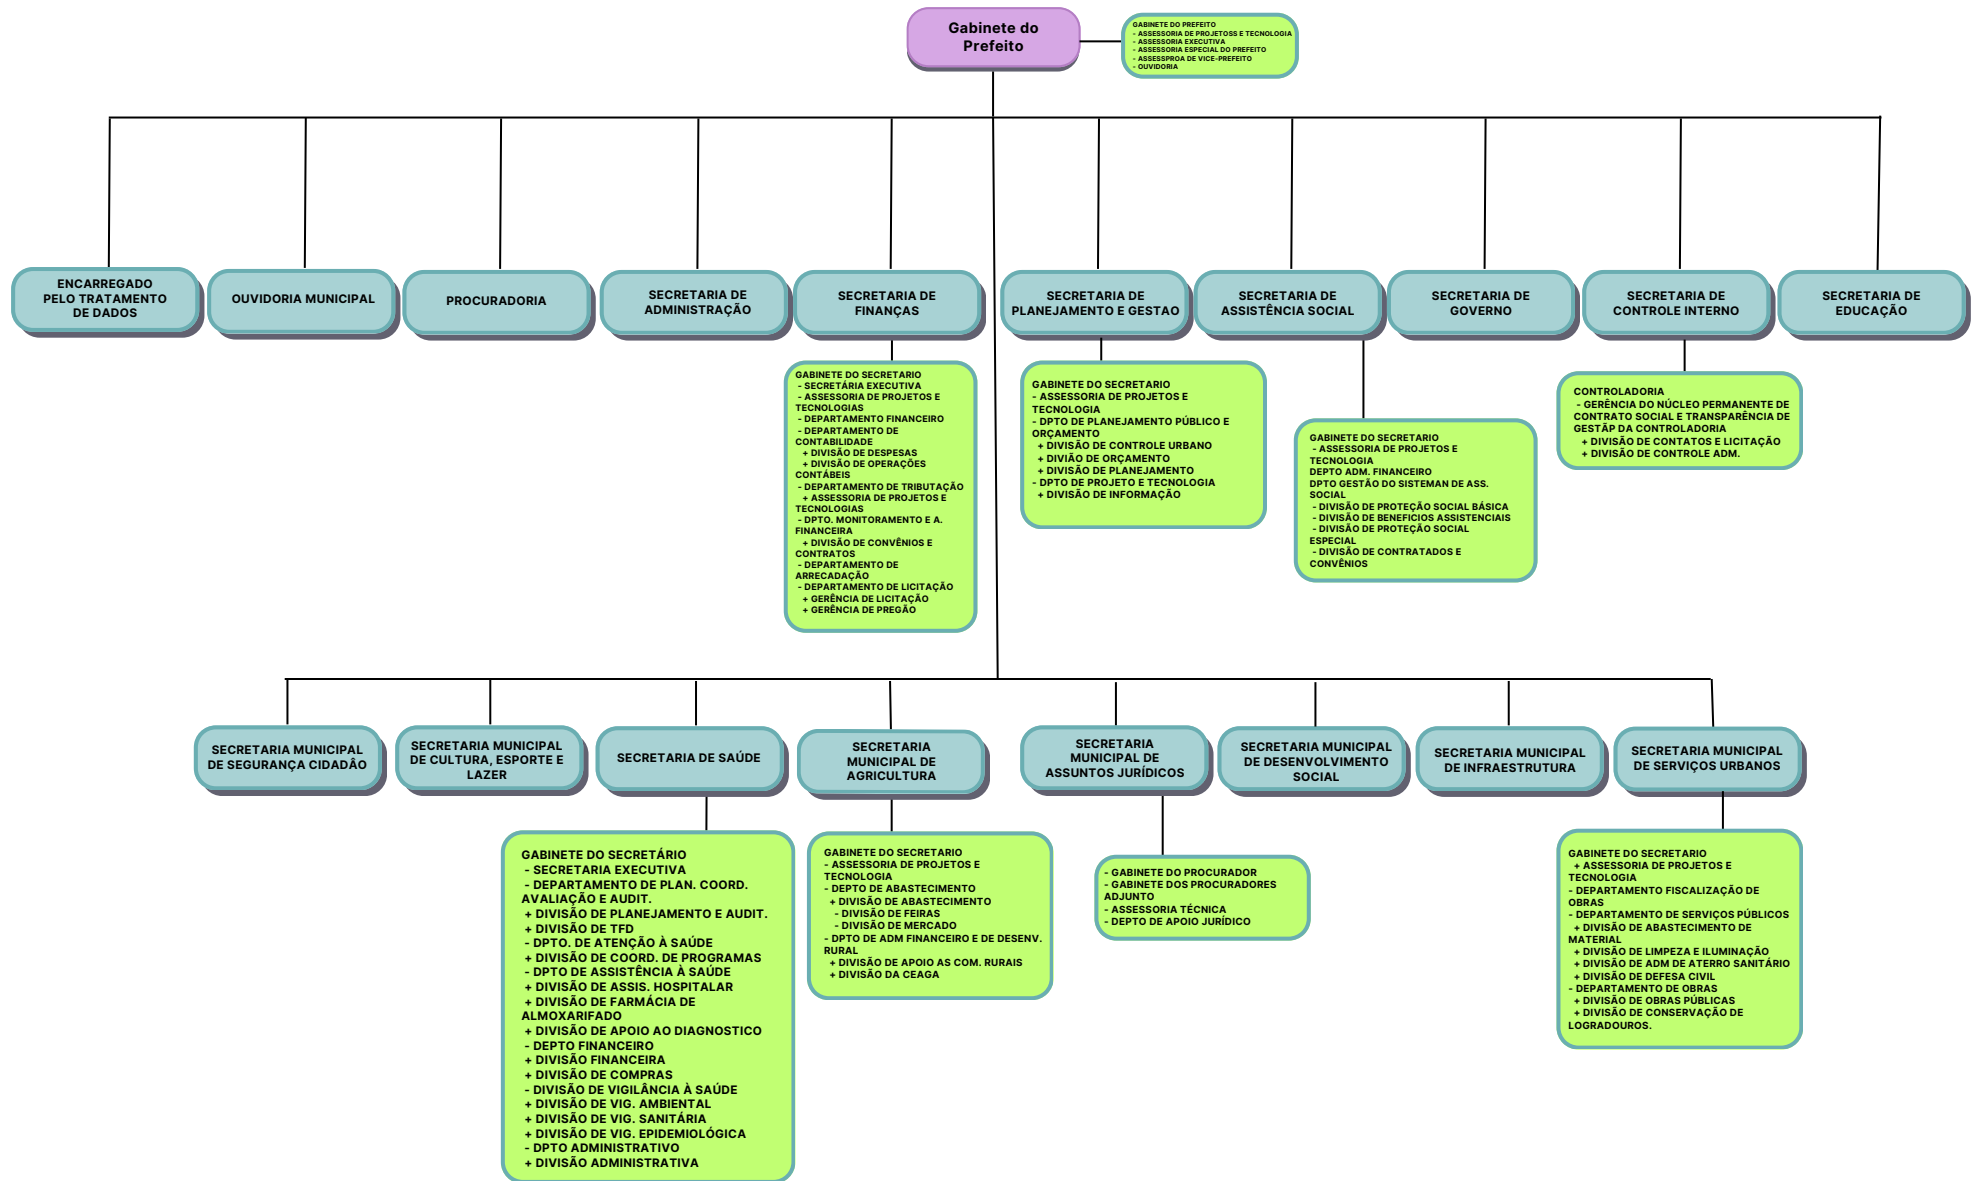 Gabinete do
Prefeito
GABINETE DO PREFEITO
- ASSESSORIA DE PROJETOSS E TECNOLOGIA
- ASSESSORIA EXECUTIVA
- ASSESSORIA ESPECIAL DO PREFEITO
- ASSESSPROA DE VICE-PREFEITO
- OUVIDORIA
ENCARREGADO
PELO TRATAMENTO
DE DADOS
OUVIDORIA MUNICIPAL
PROCURADORIA
SECRETARIA DE
ADMINISTRAÇÃO
SECRETARIA DE
FINANÇAS
SECRETARIA DE
PLANEJAMENTO E GESTAO
SECRETARIA DE
ASSISTÊNCIA SOCIAL
SECRETARIA DE
GOVERNO
SECRETARIA DE
CONTROLE INTERNO
SECRETARIA DE
EDUCAÇÃO
GABINETE DO SECRETARIO
- SECRETÁRIA EXECUTIVA
- ASSESSORIA DE PROJETOS E
TECNOLOGIAS
- DEPARTAMENTO FINANCEIRO
- DEPARTAMENTO DE
CONTABILIDADE
+ DIVISÃO DE DESPESAS
+ DIVISÃO DE OPERAÇÕES
CONTÁBEIS
- DEPARTAMENTO DE TRIBUTAÇÃO
+ ASSESSORIA DE PROJETOS E
TECNOLOGIAS
- DPTO. MONITORAMENTO E A.
FINANCEIRA
+ DIVISÃO DE CONVÊNIOS E
CONTRATOS
- DEPARTAMENTO DE
ARRECADAÇÃO
- DEPARTAMENTO DE LICITAÇÃO
+ GERÊNCIA DE LICITAÇÃO
+ GERÊNCIA DE PREGÃO
GABINETE DO SECRETARIO
- ASSESSORIA DE PROJETOS E
TECNOLOGIA
- DPTO DE PLANEJAMENTO PÚBLICO E
ORÇAMENTO
+ DIVISÃO DE CONTROLE URBANO
+ DIVIÃO DE ORÇAMENTO
+ DIVISÃO DE PLANEJAMENTO
- DPTO DE PROJETO E TECNOLOGIA
+ DIVISÃO DE INFORMAÇÃO
GABINETE DO SECRETARIO
- ASSESSORIA DE PROJETOS E
TECNOLOGIA
DEPTO ADM. FINANCEIRO
DPTO GESTÃO DO SISTEMAN DE ASS.
SOCIAL
- DIVISÃO DE PROTEÇÃO SOCIAL BÁSICA
- DIVISÃO DE BENEFICIOS ASSISTENCIAIS
- DIVISÃO DE PROTEÇÃO SOCIAL
ESPECIAL
- DIVISÃO DE CONTRATADOS E
CONVÊNIOS
CONTROLADORIA
- GERÊNCIA DO NÚCLEO PERMANENTE DE
CONTRATO SOCIAL E TRANSPARÊNCIA DE
GESTÃP DA CONTROLADORIA
+ DIVISÃO DE CONTATOS E LICITAÇÃO
+ DIVISÃO DE CONTROLE ADM.
SECRETARIA MUNICIPAL
DE SEGURANÇA CIDADÂO
SECRETARIA MUNICIPAL
DE CULTURA, ESPORTE E
LAZER
SECRETARIA DE SAÚDE
SECRETARIA
MUNICIPAL DE
AGRICULTURA
SECRETARIA
MUNICIPAL DE
ASSUNTOS JURÍDICOS
SECRETARIA MUNICIPAL
DE DESENVOLVIMENTO
SOCIAL
SECRETARIA MUNICIPAL
DE INFRAESTRUTURA
SECRETARIA MUNICIPAL
DE SERVIÇOS URBANOS
GABINETE DO SECRETÁRIO
- SECRETARIA EXECUTIVA
- DEPARTAMENTO DE PLAN. COORD.
AVALIAÇÃO E AUDIT.
+ DIVISÃO DE PLANEJAMENTO E AUDIT.
+ DIVISÃO DE TFD
- DPTO. DE ATENÇÃO À SAÚDE
+ DIVISÃO DE COORD. DE PROGRAMAS
- DPTO DE ASSISTÊNCIA À SAÚDE
+ DIVISÃO DE ASSIS. HOSPITALAR
+ DIVISÃO DE FARMÁCIA DE
ALMOXARIFADO
+ DIVISÃO DE APOIO AO DIAGNOSTICO
- DEPTO FINANCEIRO
+ DIVISÃO FINANCEIRA
+ DIVISÃO DE COMPRAS
- DIVISÃO DE VIGILÂNCIA À SAÚDE
+ DIVISÃO DE VIG. AMBIENTAL
+ DIVISÃO DE VIG. SANITÁRIA
+ DIVISÃO DE VIG. EPIDEMIOLÓGICA
- DPTO ADMINISTRATIVO
+ DIVISÃO ADMINISTRATIVA
GABINETE DO SECRETARIO
- ASSESSORIA DE PROJETOS E
TECNOLOGIA
- DEPTO DE ABASTECIMENTO
+ DIVISÃO DE ABASTECIMENTO
- DIVISÃO DE FEIRAS
- DIVISÃO DE MERCADO
- DPTO DE ADM FINANCEIRO E DE DESENV.
RURAL
+ DIVISÃO DE APOIO AS COM. RURAIS
+ DIVISÃO DA CEAGA
- GABINETE DO PROCURADOR
- GABINETE DOS PROCURADORES
ADJUNTO
- ASSESSORIA TÉCNICA
- DEPTO DE APOIO JURÍDICO
GABINETE DO SECRETARIO
+ ASSESSORIA DE PROJETOS E
TECNOLOGIA
- DEPARTAMENTO FISCALIZAÇÃO DE
OBRAS
- DEPARTAMENTO DE SERVIÇOS PÚBLICOS
+ DIVISÃO DE ABASTECIMENTO DE
MATERIAL
+ DIVISÃO DE LIMPEZA E ILUMINAÇÃO
+ DIVISÃO DE ADM DE ATERRO SANITÁRIO
+ DIVISÃO DE DEFESA CIVIL
- DEPARTAMENTO DE OBRAS
+ DIVISÃO DE OBRAS PÚBLICAS
+ DIVISÃO DE CONSERVAÇÃO DE
LOGRADOUROS.